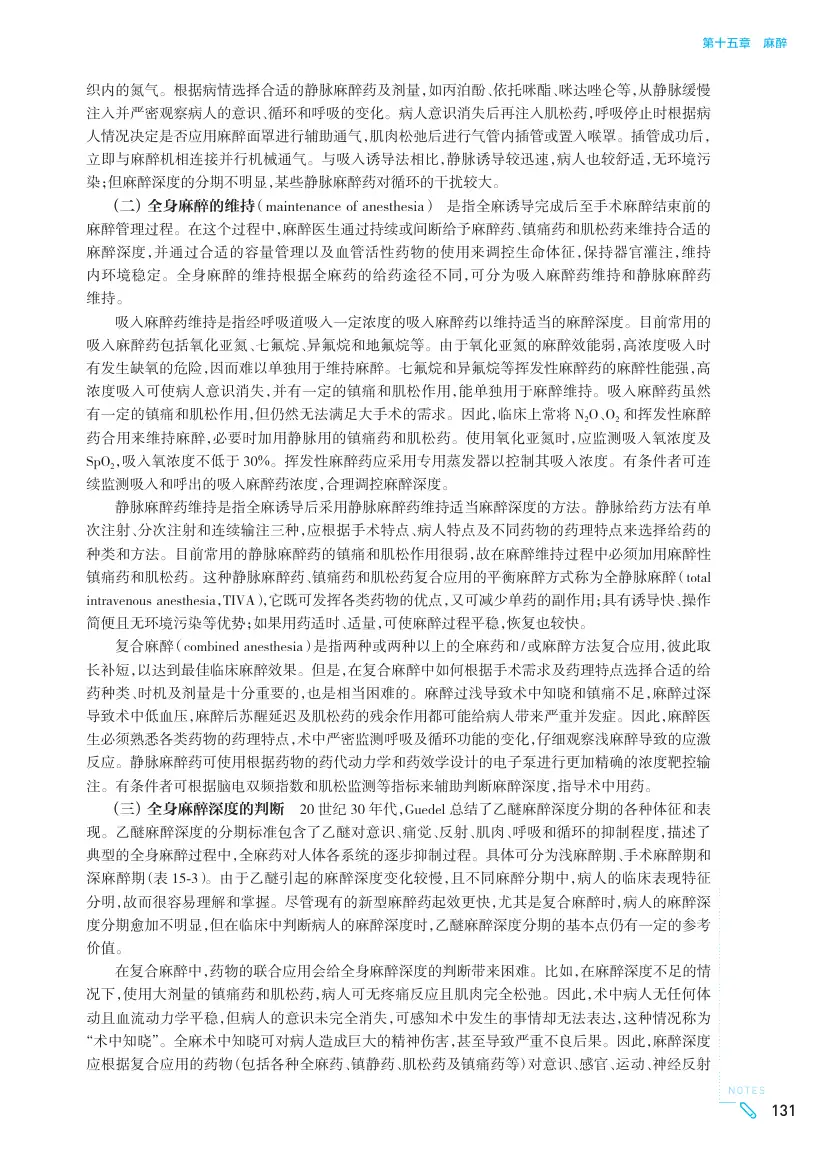 第十五章　麻醉
织内的氮气。根据病情选择合适的静脉麻醉药及剂量,如丙泊酚、依托咪酯、咪达唑仑等,从静脉缓慢
注入并严密观察病人的意识、循环和呼吸的变化。病人意识消失后再注入肌松药,呼吸停止时根据病
人情况决定是否应用麻醉面罩进行辅助通气,肌肉松弛后进行气管内插管或置入喉罩。插管成功后,
立即与麻醉机相连接并行机械通气。与吸入诱导法相比,静脉诱导较迅速,病人也较舒适,无环境污
染;但麻醉深度的分期不明显,某些静脉麻醉药对循环的干扰较大。
（二）全身麻醉的维持（maintenance of anesthesia）　是指全麻诱导完成后至手术麻醉结束前的
麻醉管理过程。在这个过程中,麻醉医生通过持续或间断给予麻醉药、镇痛药和肌松药来维持合适的
麻醉深度,并通过合适的容量管理以及血管活性药物的使用来调控生命体征,保持器官灌注,维持
内环境稳定。全身麻醉的维持根据全麻药的给药途径不同,可分为吸入麻醉药维持和静脉麻醉药
维持。
吸入麻醉药维持是指经呼吸道吸入一定浓度的吸入麻醉药以维持适当的麻醉深度。目前常用的
吸入麻醉药包括氧化亚氮、七氟烷、异氟烷和地氟烷等。由于氧化亚氮的麻醉效能弱,高浓度吸入时
有发生缺氧的危险,因而难以单独用于维持麻醉。七氟烷和异氟烷等挥发性麻醉药的麻醉性能强,高
浓度吸入可使病人意识消失,并有一定的镇痛和肌松作用,能单独用于麻醉维持。吸入麻醉药虽然
有一定的镇痛和肌松作用,但仍然无法满足大手术的需求。因此,临床上常将 N₂O、O₂ 和挥发性麻醉
药合用来维持麻醉,必要时加用静脉用的镇痛药和肌松药。使用氧化亚氮时,应监测吸入氧浓度及
SpO₂,吸入氧浓度不低于 30%。挥发性麻醉药应采用专用蒸发器以控制其吸入浓度。有条件者可连
续监测吸入和呼出的吸入麻醉药浓度,合理调控麻醉深度。
静脉麻醉药维持是指全麻诱导后采用静脉麻醉药维持适当麻醉深度的方法。静脉给药方法有单
次注射、分次注射和连续输注三种,应根据手术特点、病人特点及不同药物的药理特点来选择给药的
种类和方法。目前常用的静脉麻醉药的镇痛和肌松作用很弱,故在麻醉维持过程中必须加用麻醉性
镇痛药和肌松药。这种静脉麻醉药、镇痛药和肌松药复合应用的平衡麻醉方式称为全静脉麻醉（total
intravenous anesthesia,TIVA）,它既可发挥各类药物的优点,又可减少单药的副作用;具有诱导快、操作
简便且无环境污染等优势;如果用药适时、适量,可使麻醉过程平稳,恢复也较快。
复合麻醉（combined anesthesia）是指两种或两种以上的全麻药和/或麻醉方法复合应用,彼此取
长补短,以达到最佳临床麻醉效果。但是,在复合麻醉中如何根据手术需求及药理特点选择合适的给
药种类、时机及剂量是十分重要的,也是相当困难的。麻醉过浅导致术中知晓和镇痛不足,麻醉过深
导致术中低血压,麻醉后苏醒延迟及肌松药的残余作用都可能给病人带来严重并发症。因此,麻醉医
生必须熟悉各类药物的药理特点,术中严密监测呼吸及循环功能的变化,仔细观察浅麻醉导致的应激
反应。静脉麻醉药可使用根据药物的药代动力学和药效学设计的电子泵进行更加精确的浓度靶控输
注。有条件者可根据脑电双频指数和肌松监测等指标来辅助判断麻醉深度,指导术中用药。
（三）全身麻醉深度的判断　20 世纪 30 年代,Guedel 总结了乙醚麻醉深度分期的各种体征和表
现。乙醚麻醉深度的分期标准包含了乙醚对意识、痛觉、反射、肌肉、呼吸和循环的抑制程度,描述了
典型的全身麻醉过程中,全麻药对人体各系统的逐步抑制过程。具体可分为浅麻醉期、手术麻醉期和
深麻醉期（表 15-3）。由于乙醚引起的麻醉深度变化较慢,且不同麻醉分期中,病人的临床表现特征
分明,故而很容易理解和掌握。尽管现有的新型麻醉药起效更快,尤其是复合麻醉时,病人的麻醉深
度分期愈加不明显,但在临床中判断病人的麻醉深度时,乙醚麻醉深度分期的基本点仍有一定的参考
价值。
在复合麻醉中,药物的联合应用会给全身麻醉深度的判断带来困难。比如,在麻醉深度不足的情
况下,使用大剂量的镇痛药和肌松药,病人可无疼痛反应且肌肉完全松弛。因此,术中病人无任何体
动且血流动力学平稳,但病人的意识未完全消失,可感知术中发生的事情却无法表达,这种情况称为
“术中知晓”。全麻术中知晓可对病人造成巨大的精神伤害,甚至导致严重不良后果。因此,麻醉深度
应根据复合应用的药物（包括各种全麻药、镇静药、肌松药及镇痛药等）对意识、感官、运动、神经反射
NOTES
131